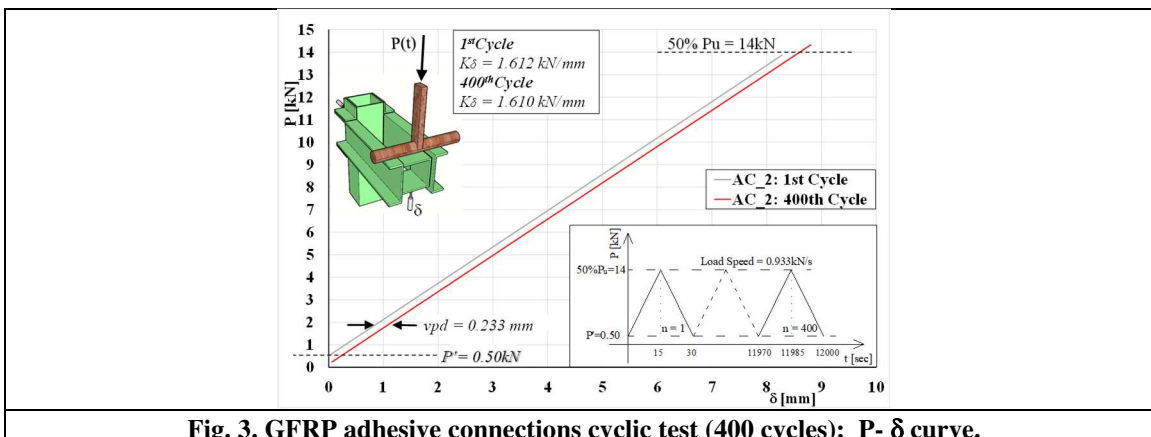 15
14
13
12
11
10
9
8
7
6
5
4
3
2
1
0
P [kN]
P(t)
δ
1stCycle
Kδ = 1.612 kN/mm
400thCycle
Kδ = 1.610 kN/mm
50% Pu = 14kN
AC_2: 1st Cycle
AC_2: 400th Cycle
vpd = 0.233 mm
P'= 0.50kN
P [kN]
Load Speed = 0.933kN/s
50%Pu=14
n = 1
n = 400
P'=0.50
15 30 11970 11985 12000
t [sec]
0 1 2 3 4 5 6 7 8 9 10
δ [mm]
Fig. 3. GFRP adhesive connections cyclic test (400 cycles): P- δ curve.